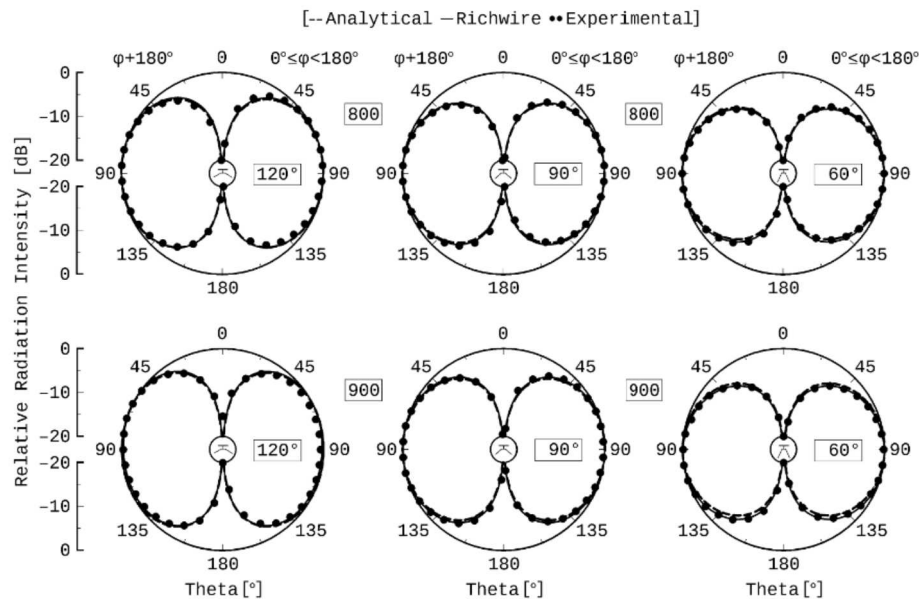 [--Analytical —Richwire ••Experimental]
φ+180° 0 0°≤φ<180° φ+180° 0 0°≤φ<180° φ+180° 0 0°≤φ<180°
0
45 45 45 45 45 45
-10 800 800
-20
90 120° 90 90 90° 90 90 60° 90
-20
-10
135 135 135 135 135 135
0
180 180 180
Relative Radiation Intensity [dB]
0 0 0
0
45 45 45 45 45 45
-10 900 900
-20
90 120° 90 90 90° 90 90 60° 90
-20
-10
135 135 135 135 135 135
0
180 180 180
Theta[°] Theta[°] Theta[°]